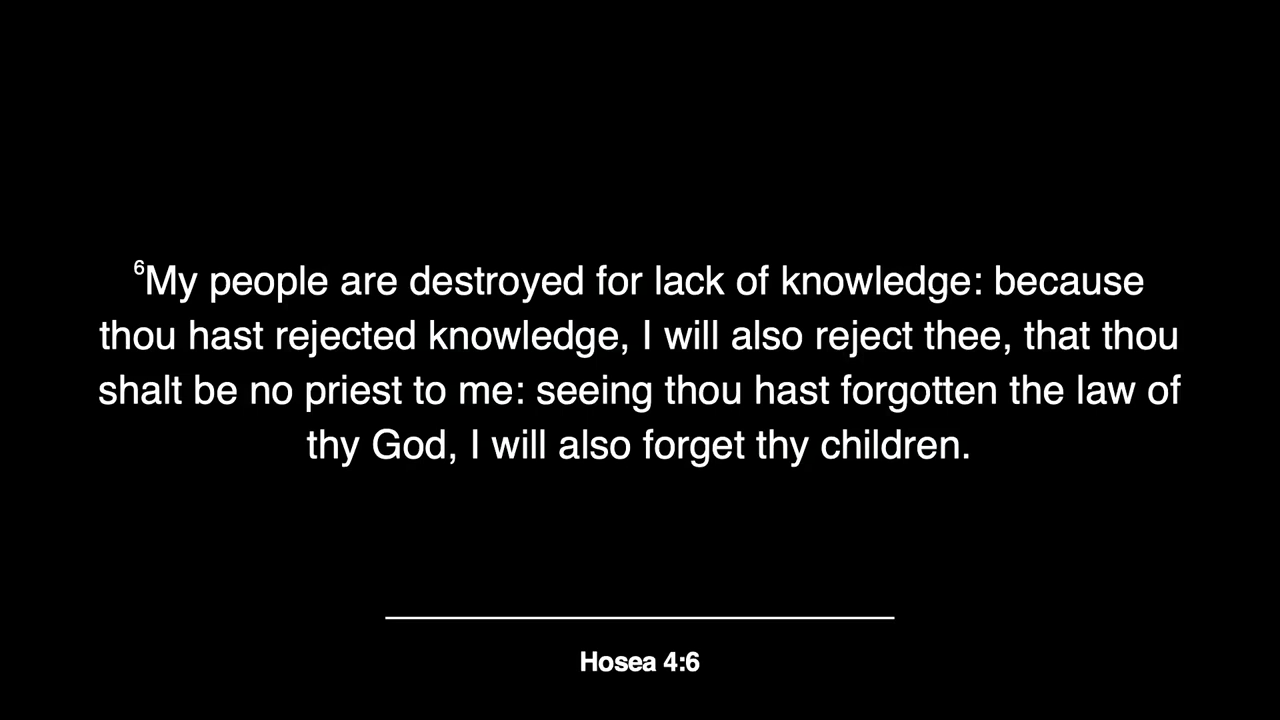 ⁶My people are destroyed for lack of knowledge: because
thou hast rejected knowledge, I will also reject thee, that thou
shalt be no priest to me: seeing thou hast forgotten the law of
thy God, I will also forget thy children.
Hosea 4:6